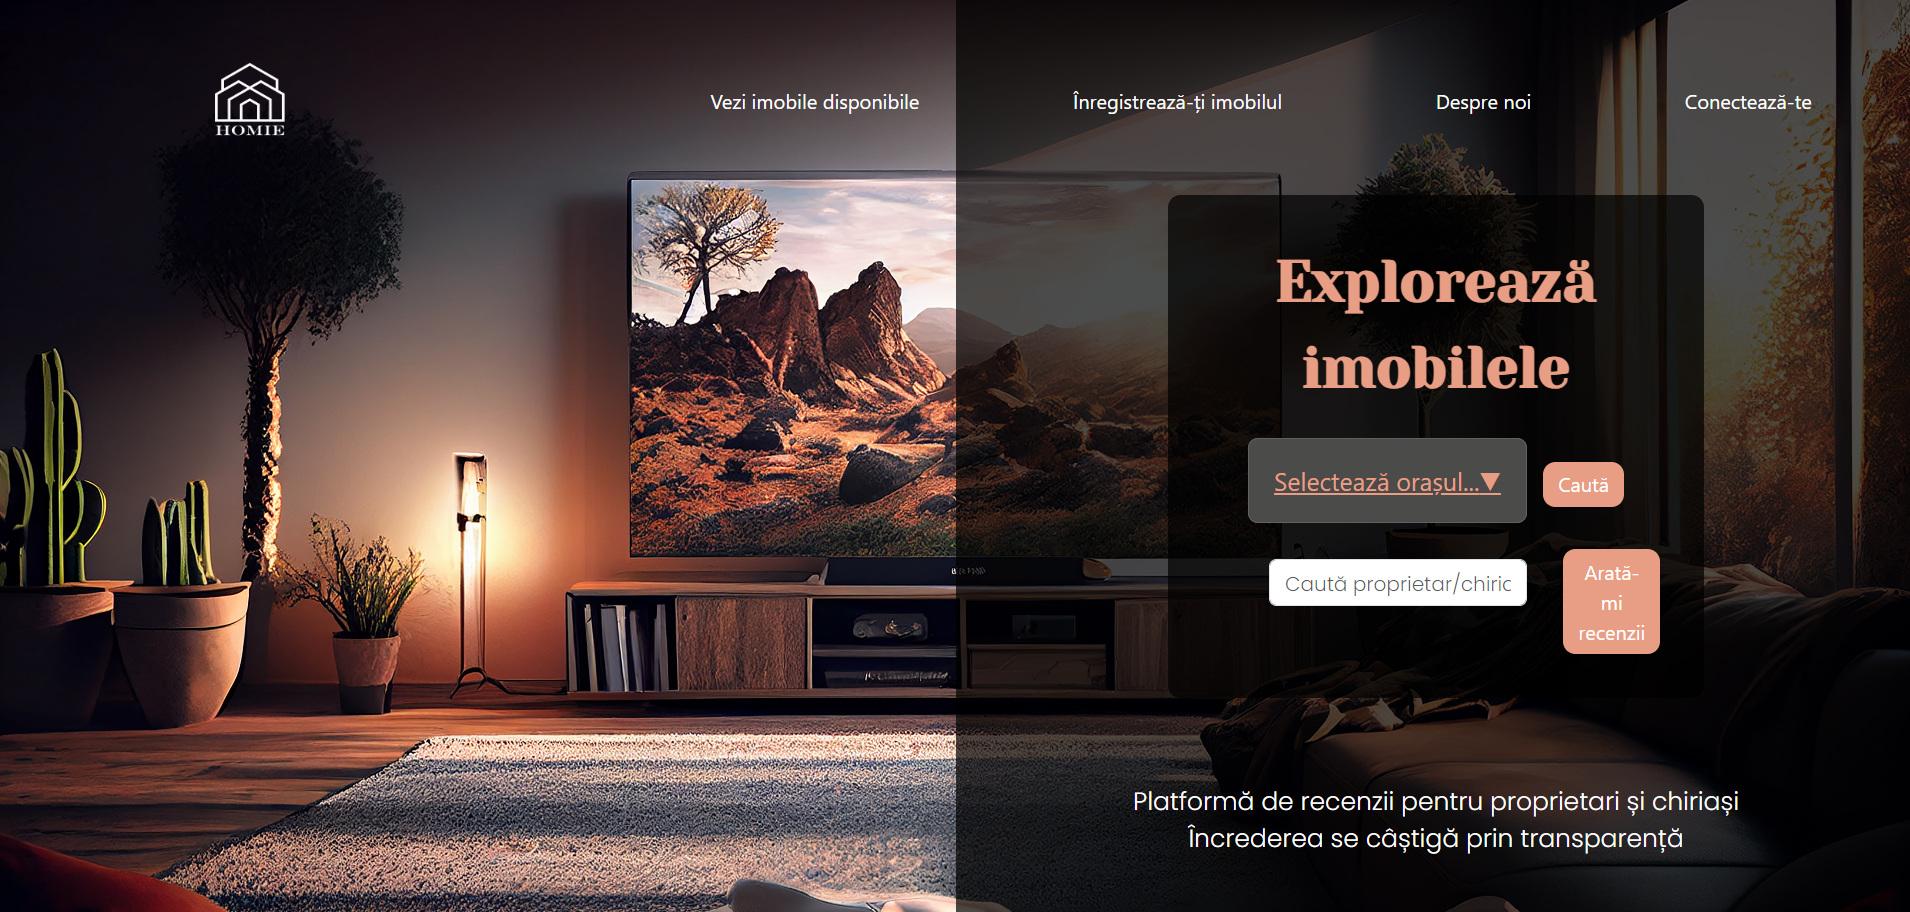 HOMIE
Vezi imobile disponibile
Înregistrează-ți imobilul
Despre noi
Conectează-te
Explorează
imobilele
Selectează orașul...▼
Caută
Caută proprietar/chiric
Arată-
mi
recenzii
Platformă de recenzii pentru proprietari și chiriași
Încrederea se câștigă prin transparență